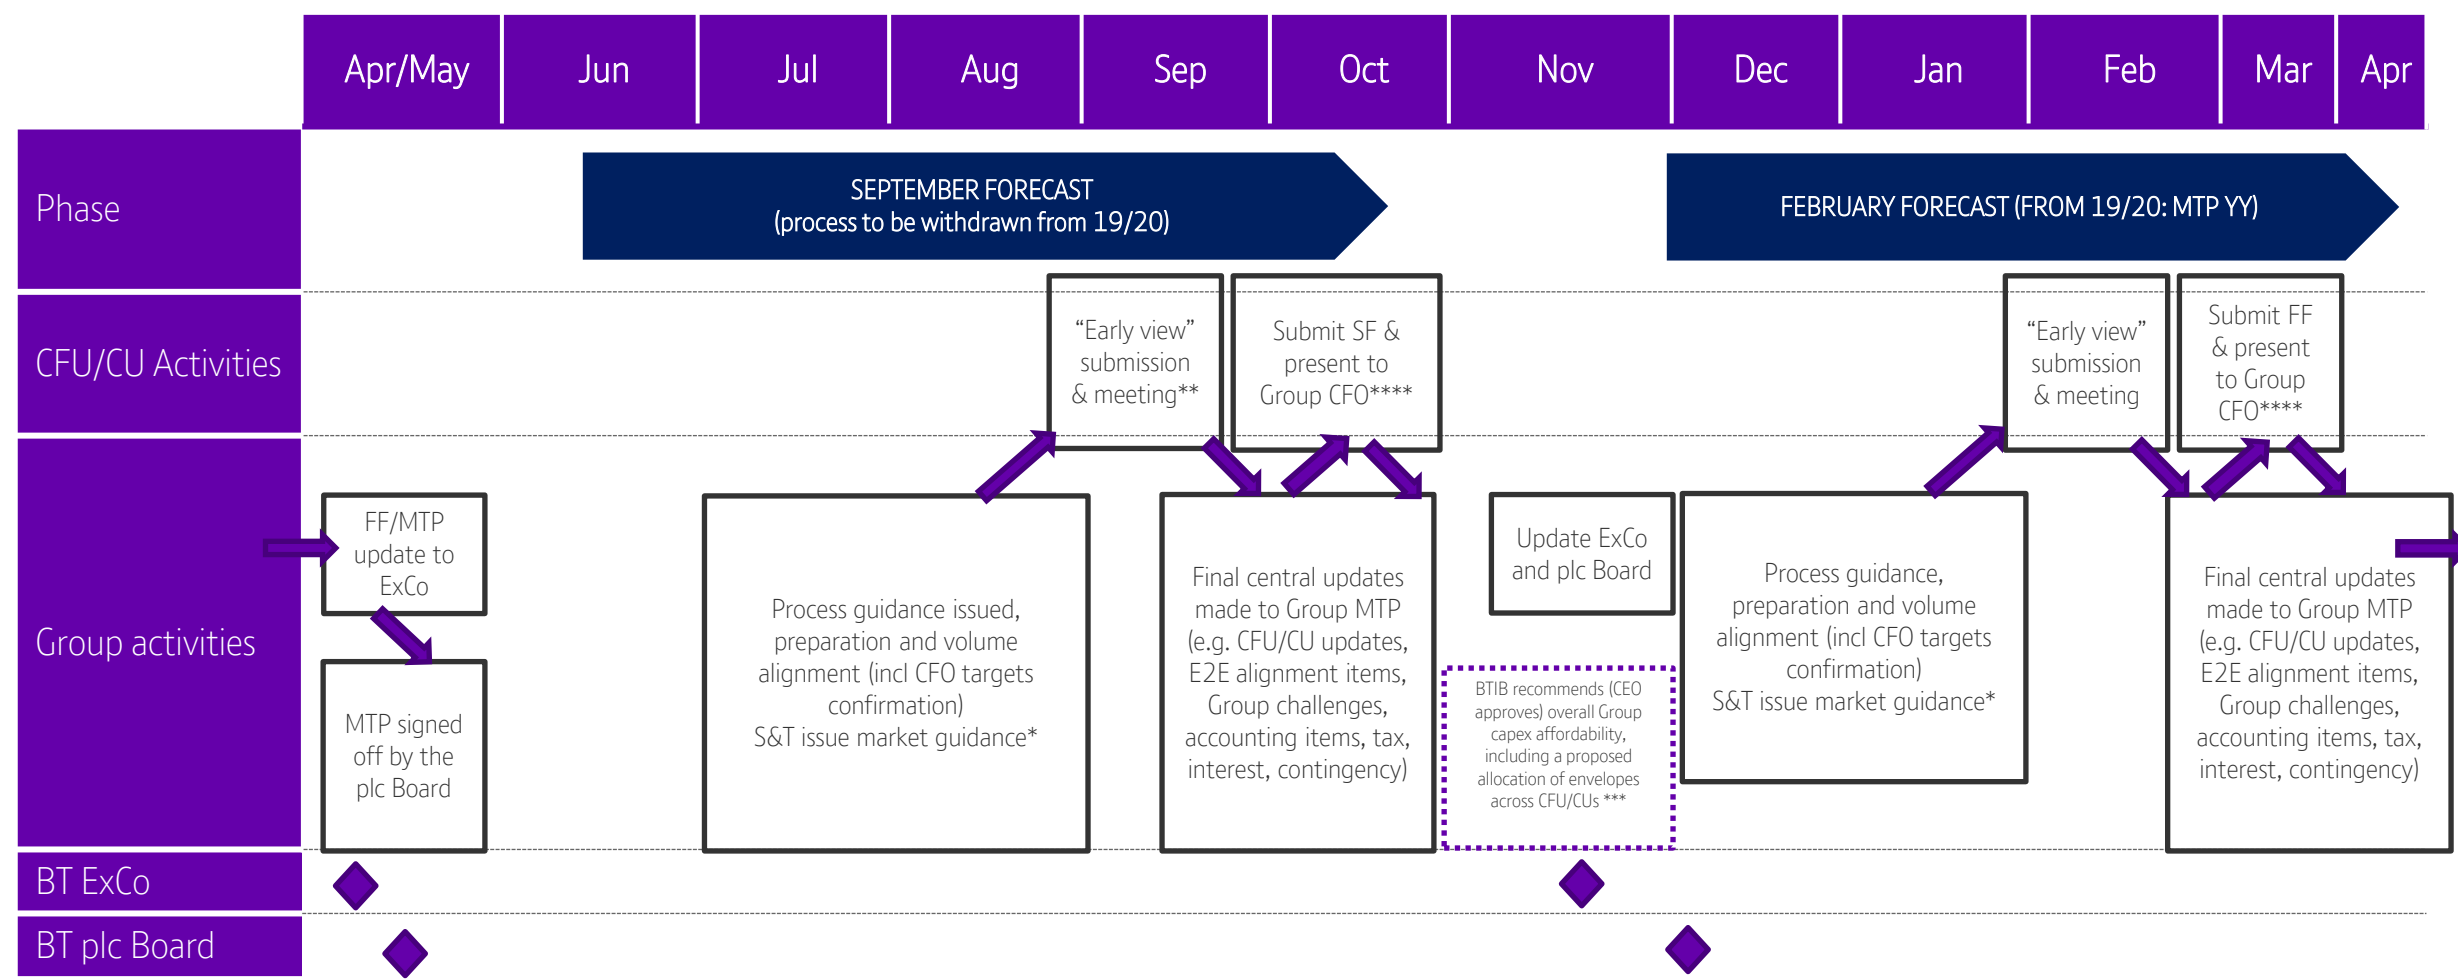 Apr/May
Jun
Jul
Aug
Sep
Oct
Nov
Dec
Jan
Feb
Mar
Apr
Phase
SEPTEMBER FORECAST
(process to be withdrawn from 19/20)
FEBRUARY FORECAST (FROM 19/20: MTP YY)
CFU/CU Activities
“Early view”
submission
& meeting**
Submit SF &
present to
Group CFO****
“Early view”
submission
& meeting
Submit FF
& present
to Group
CFO****
Group activities
FF/MTP
update to
ExCo
MTP signed
off by the
plc Board
Process guidance issued,
preparation and volume
alignment (incl CFO targets
confirmation)
S&T issue market guidance*
Final central updates
made to Group MTP
(e.g. CFU/CU updates,
E2E alignment items,
Group challenges,
accounting items, tax,
interest, contingency)
Update ExCo
and plc Board
BTIB recommends (CEO
approves) overall Group
capex affordability,
including a proposed
allocation of envelopes
across CFU/CUs ***
Process guidance,
preparation and volume
alignment (incl CFO targets
confirmation)
S&T issue market guidance*
Final central updates
made to Group MTP
(e.g. CFU/CU updates,
E2E alignment items,
Group challenges,
accounting items, tax,
interest, contingency)
BT ExCo
BT plc Board